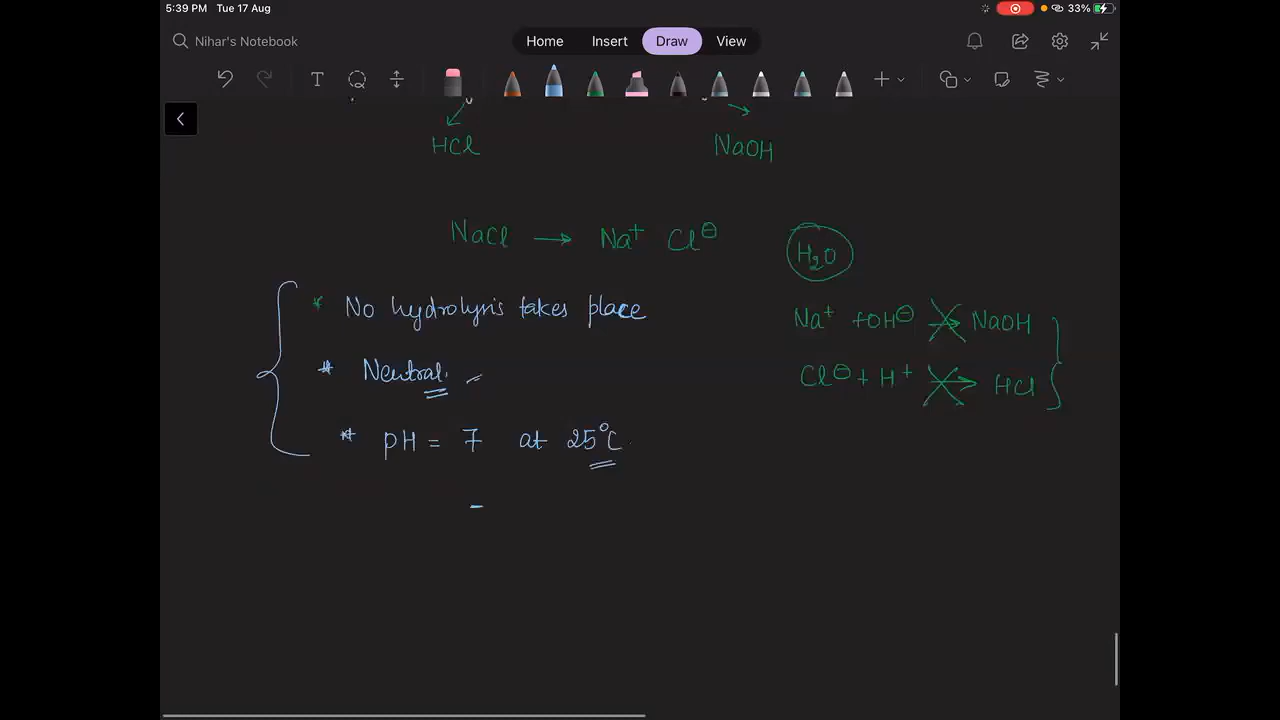 5:39 PM Tue 17 Aug
33%
Nihar's Notebook
Home Insert Draw View
HCl NaOH
NaCl → Na⁺ Cl⊖ H₂O
* No hydrolysis takes place
Na⁺ + OH⊖ → NaOH
* Neutral.
Cl⊖ + H⁺ → HCl
* pH = 7 at 25°C.